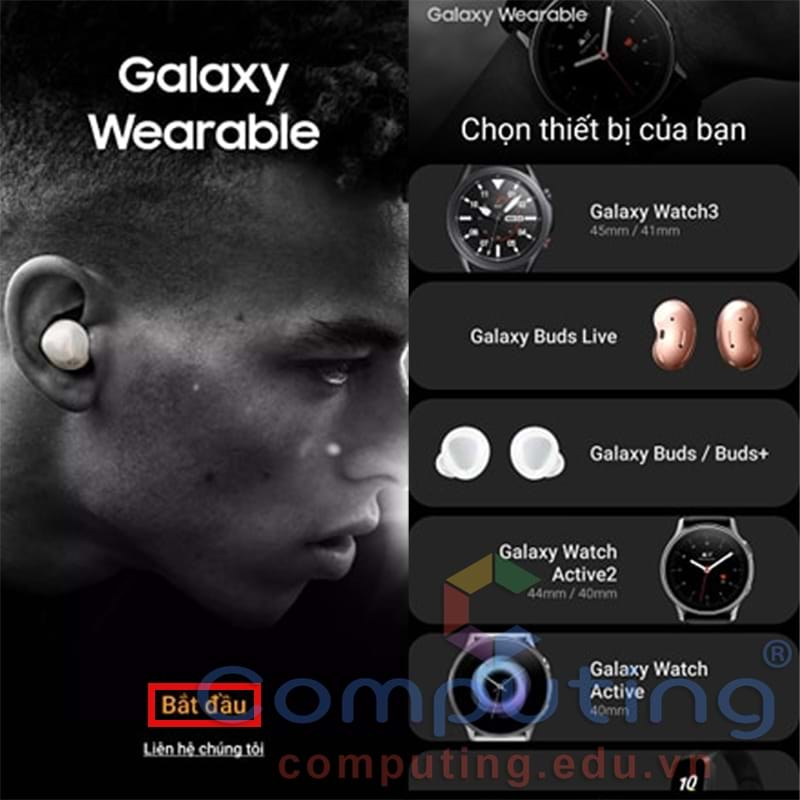 Galaxy
Wearable
Bắt đầu
Liên hệ chúng tôi
Galaxy Wearable
Chọn thiết bị của bạn
Galaxy Watch3
45mm / 41mm
Galaxy Buds Live
Galaxy Buds / Buds+
Galaxy Watch
Active2
44mm / 40mm
Galaxy Watch
Active
40mm
Computing®
computing.edu.vn